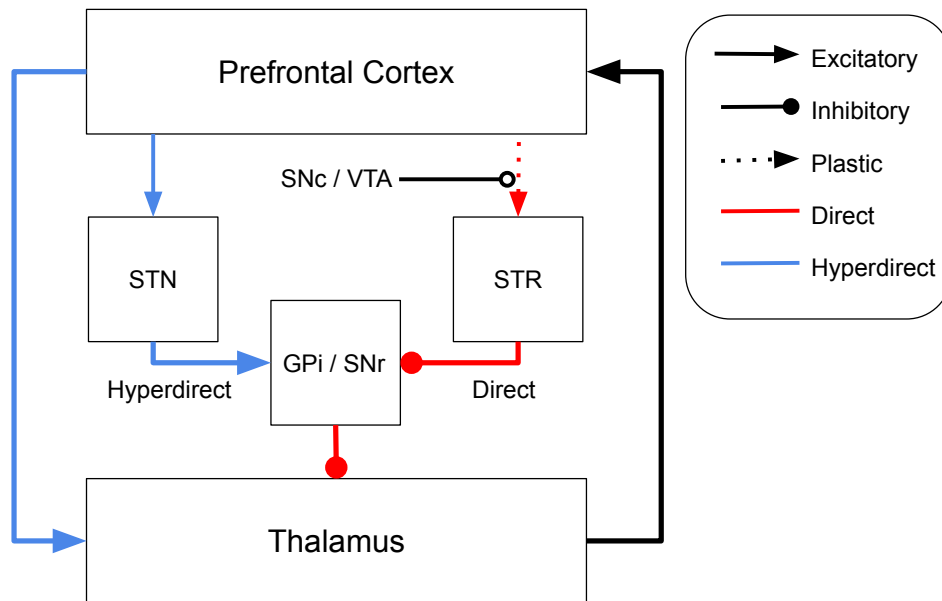 Prefrontal Cortex
SNc / VTA
STN
STR
GPi / SNr
Hyperdirect
Direct
Thalamus
Excitatory
Inhibitory
Plastic
Direct
Hyperdirect